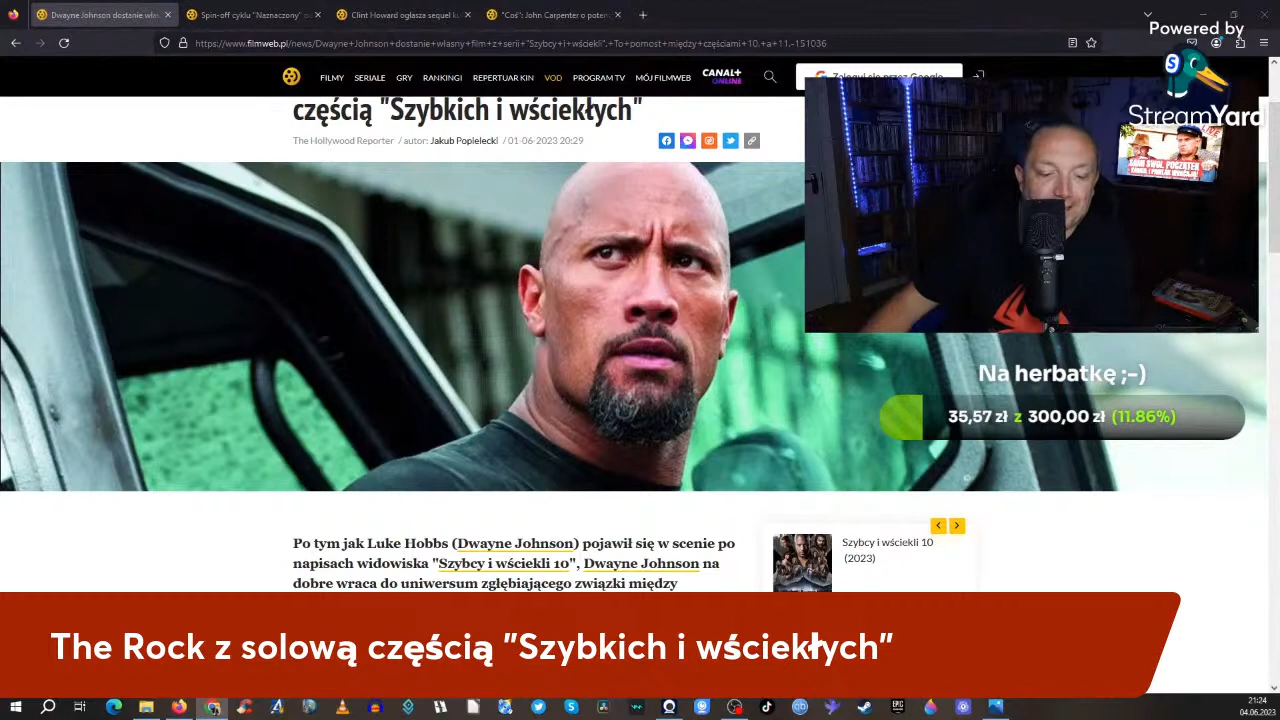 Dwayne Johnson dostanie włas
Spin-off cyklu "Naznaczony"
Clint Howard ogłasza sequel k
"Coś": John Carpenter o poten
Powered by
https://www.filmweb.pl/news/Dwayne+Johnson+dostanie+własny+film+z+serii+"Szybcy+i+wściekli".+To+pomost+między+częściami+10.+a+11.-151036
FILMY SERIALE GRY RANKINGI REPERTUAR KIN VOD PROGRAM TV MÓJ FILMWEB CANAL+ ONLINE
Zaloguj się przez Google
StreamYard
częścią "Szybkich i wściekłych"
The Hollywood Reporter / autor: Jakub Popielecki / 01-06-2023 20:29
LIVE
Na herbatkę ;-)
35,57 zł z 300,00 zł (11.86%)
Po tym jak Luke Hobbs (Dwayne Johnson) pojawił się w scenie po
napisach widowiska "Szybcy i wściekli 10", Dwayne Johnson na
dobre wraca do uniwersum zgłębiającego związki między
Szybcy i wściekli 10
(2023)
The Rock z solową częścią "Szybkich i wściekłych"
21:24
04.06.2023